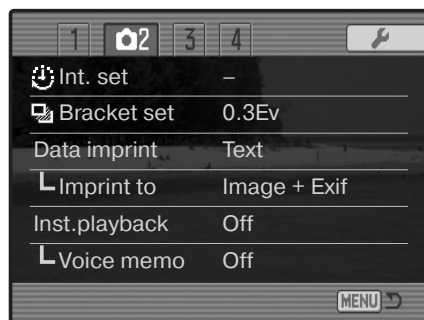 1 2 3 4
Int. set –
Bracket set 0.3Ev
Data imprint Text
Imprint to Image + Exif
Inst.playback Off
Voice memo Off
MENU